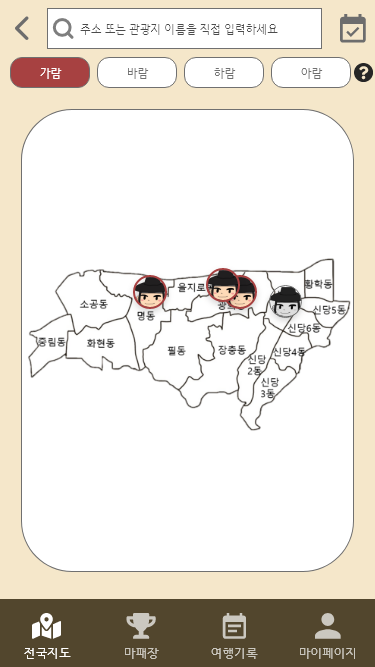 주소 또는 관광지 이름을 직접 입력하세요
가람
바람
하람
아람
황학동
을지로
소공동
명동
신당5동
신당6동
중림동
화현동
필동
장충동
신당4동
신당
2동
신당
3동
전국지도
마패장
여행기록
마이페이지